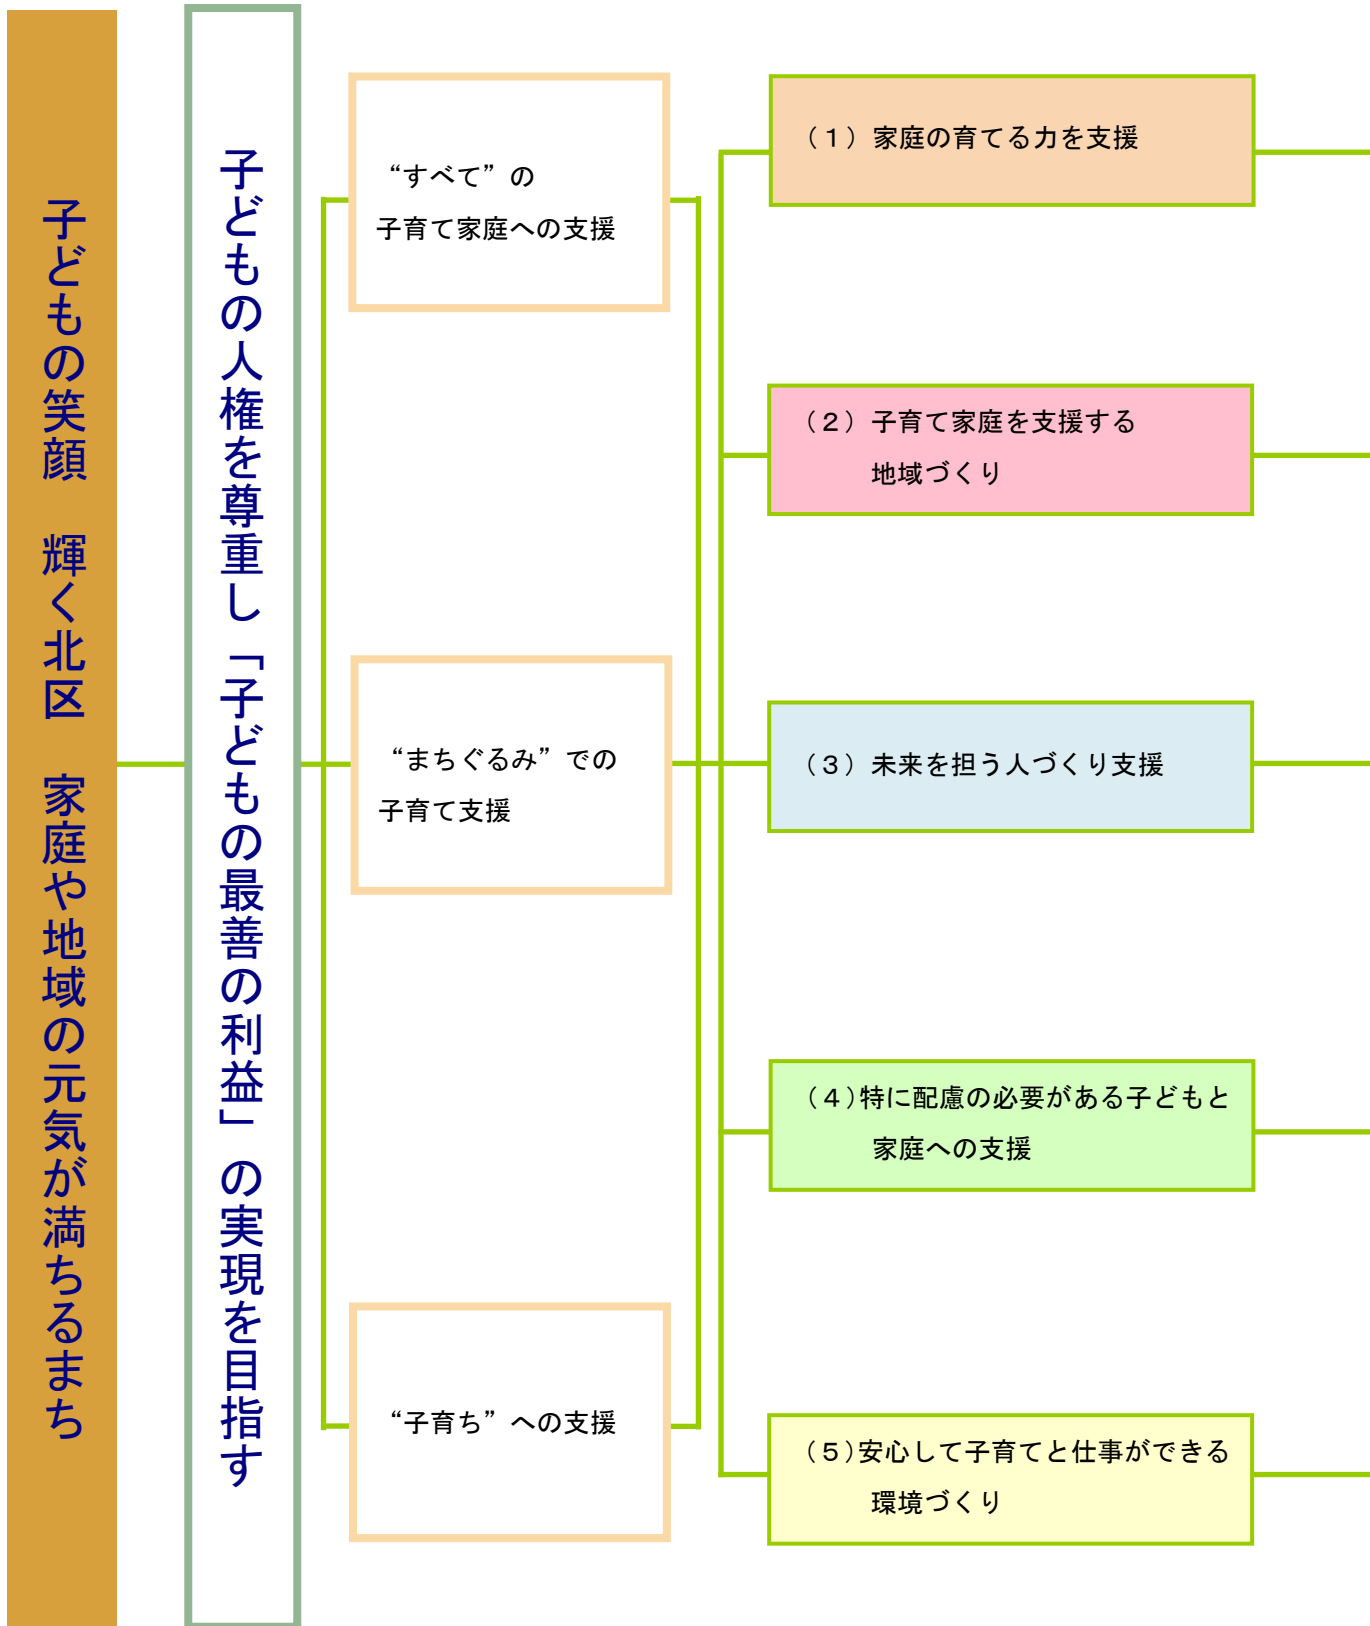 子どもの笑顔　輝く北区　家庭や地域の元気が満ちるまち
子どもの人権を尊重し「子どもの最善の利益」の実現を目指す
“すべて”の
子育て家庭への支援
“まちぐるみ”での
子育て支援
“子育ち”への支援
（１）家庭の育てる力を支援
（２）子育て家庭を支援する
地域づくり
（３）未来を担う人づくり支援
（４）特に配慮の必要がある子どもと
家庭への支援
（５）安心して子育てと仕事ができる
環境づくり